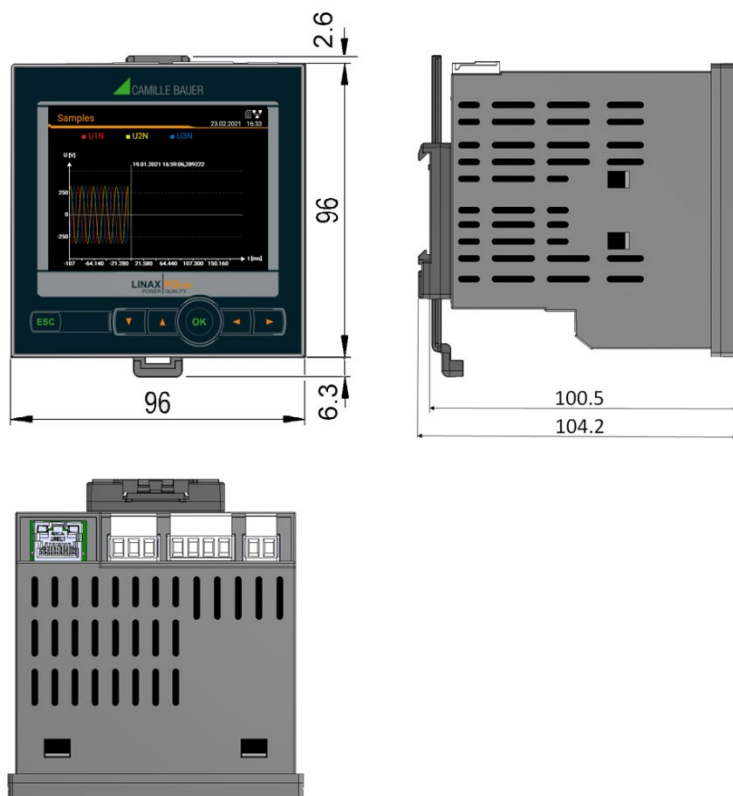 2.6
CAMILLE BAUER
Samples
23.02.2021 16:33
U1N U2N U3N
U [V]
19.01.2021 16:59:06,289222
250
0
-250
-107 -64.140 -21.280 21.580 64.440 107.300 150.160 t [ms]
96
LINAX
POWER QUALITY
ESC OK
96
6.3
100.5
104.2